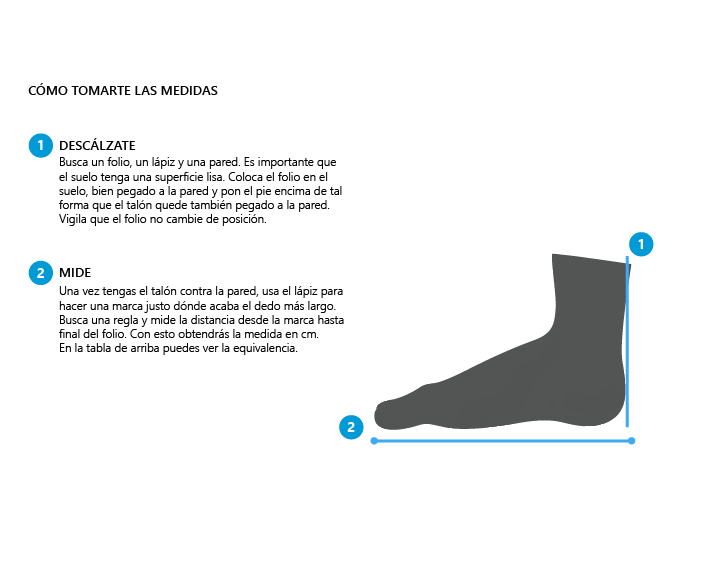 CÓMO TOMARTE LAS MEDIDAS
1 DESCÁLZATE
Busca un folio, un lápiz y una pared. Es importante que
el suelo tenga una superficie lisa. Coloca el folio en el
suelo, bien pegado a la pared y pon el pie encima de tal
forma que el talón quede también pegado a la pared.
Vigila que el folio no cambie de posición.
2 MIDE
Una vez tengas el talón contra la pared, usa el lápiz para
hacer una marca justo dónde acaba el dedo más largo.
Busca una regla y mide la distancia desde la marca hasta
final del folio. Con esto obtendrás la medida en cm.
En la tabla de arriba puedes ver la equivalencia.
1
2